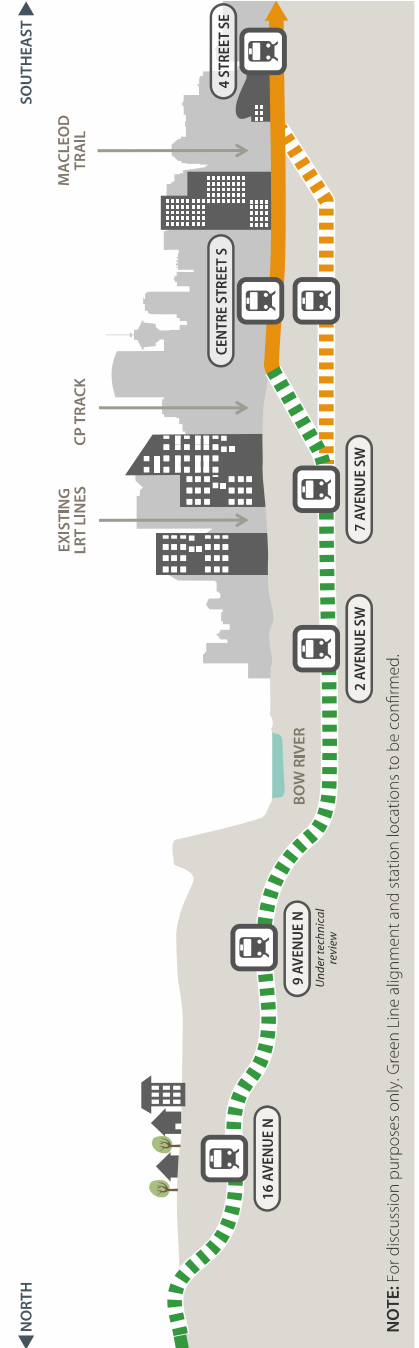 NORTH
SOUTHEAST
EXISTING
LRT LINES
CP TRACK
MACLEOD
TRAIL
16 AVENUE N
9 AVENUE N
Under technical
review
BOW RIVER
2 AVENUE SW
7 AVENUE SW
CENTRE STREET S
4 STREET SE
NOTE: For discussion purposes only. Green Line alignment and station locations to be confirmed.